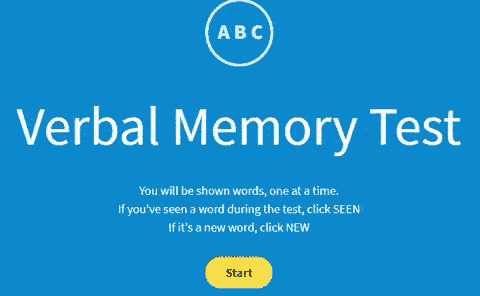 ABC
Verbal Memory Test
You will be shown words, one at a time.
If you've seen a word during the test, click SEEN
If it's a new word, click NEW
Start